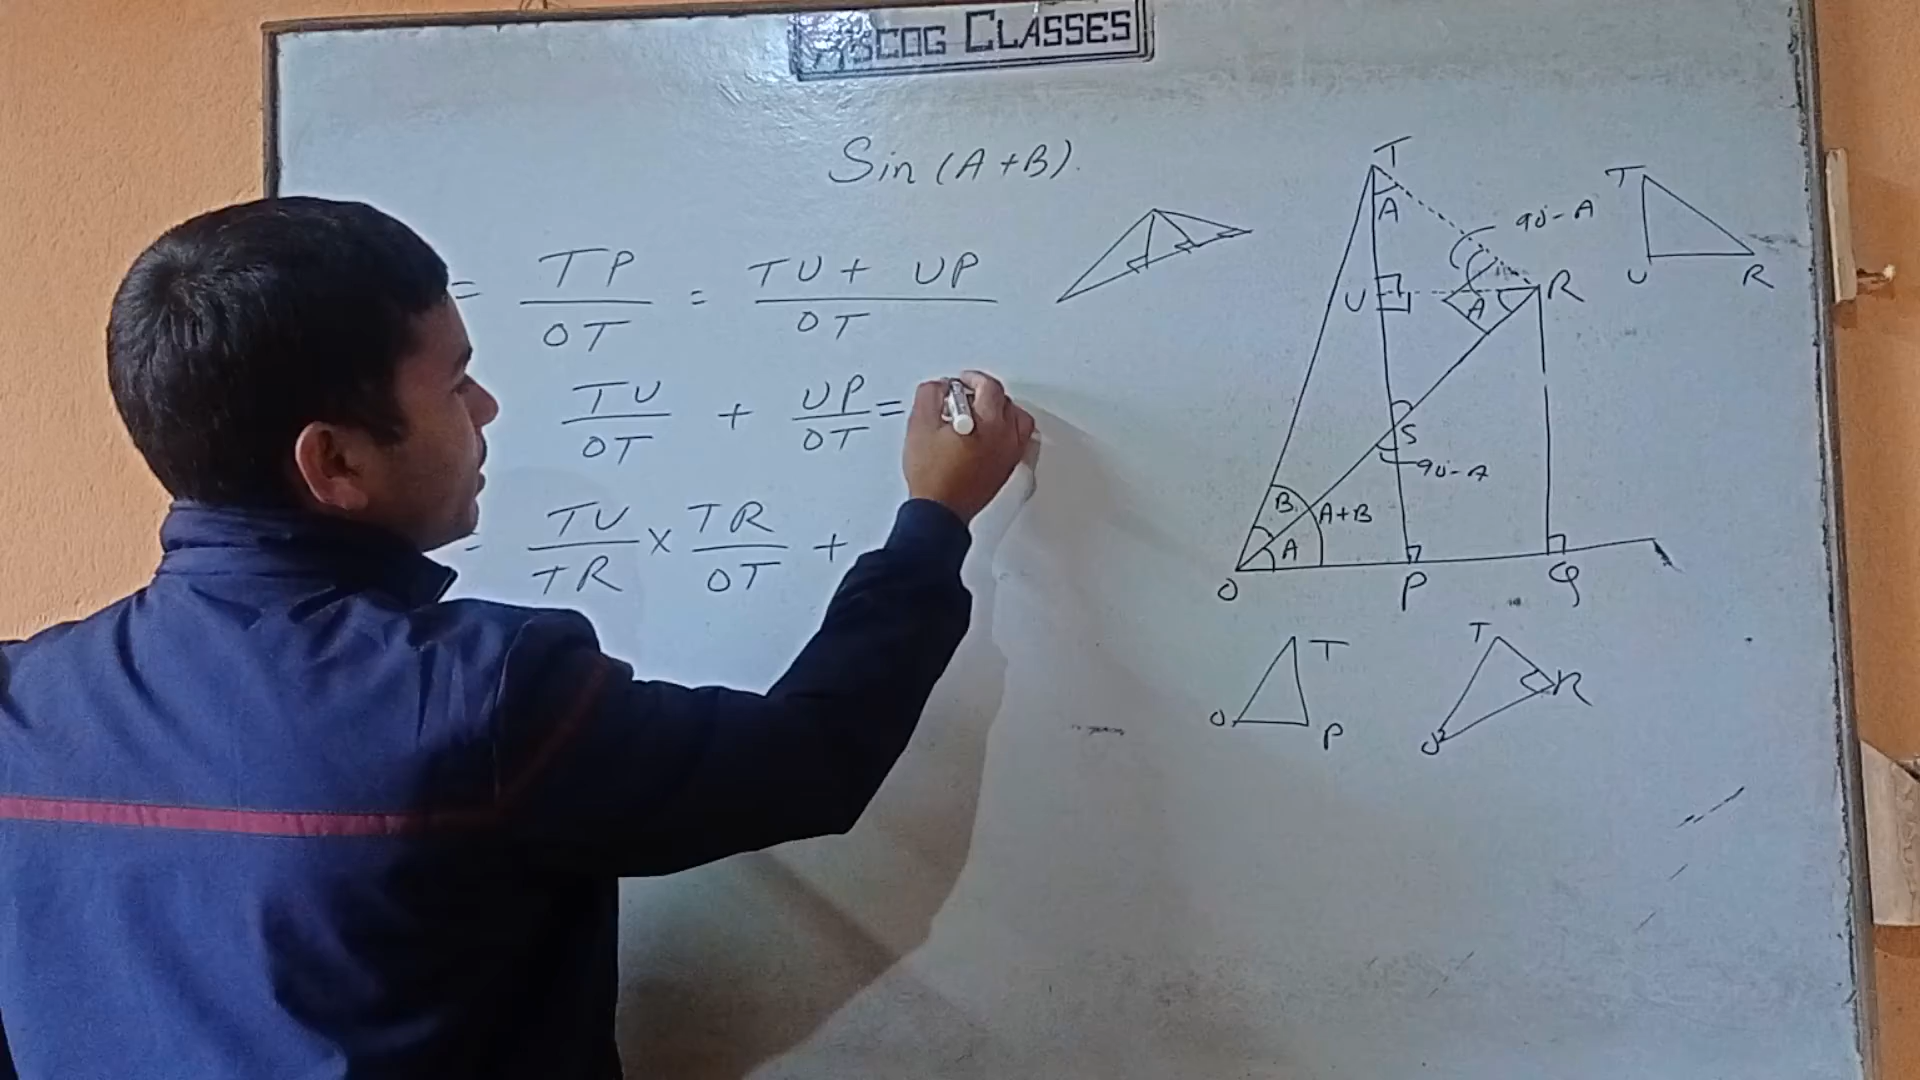 SCOG CLASSES
Sin (A+B).
= TP/OT = TU + UP/OT
TU/OT + UP/OT =
- TU/TR × TR/OT +
T
A
90-A
U
A
R
S
90-A
B
A+B
A
O
P
Q
T
U
R
T
O
P
T
R